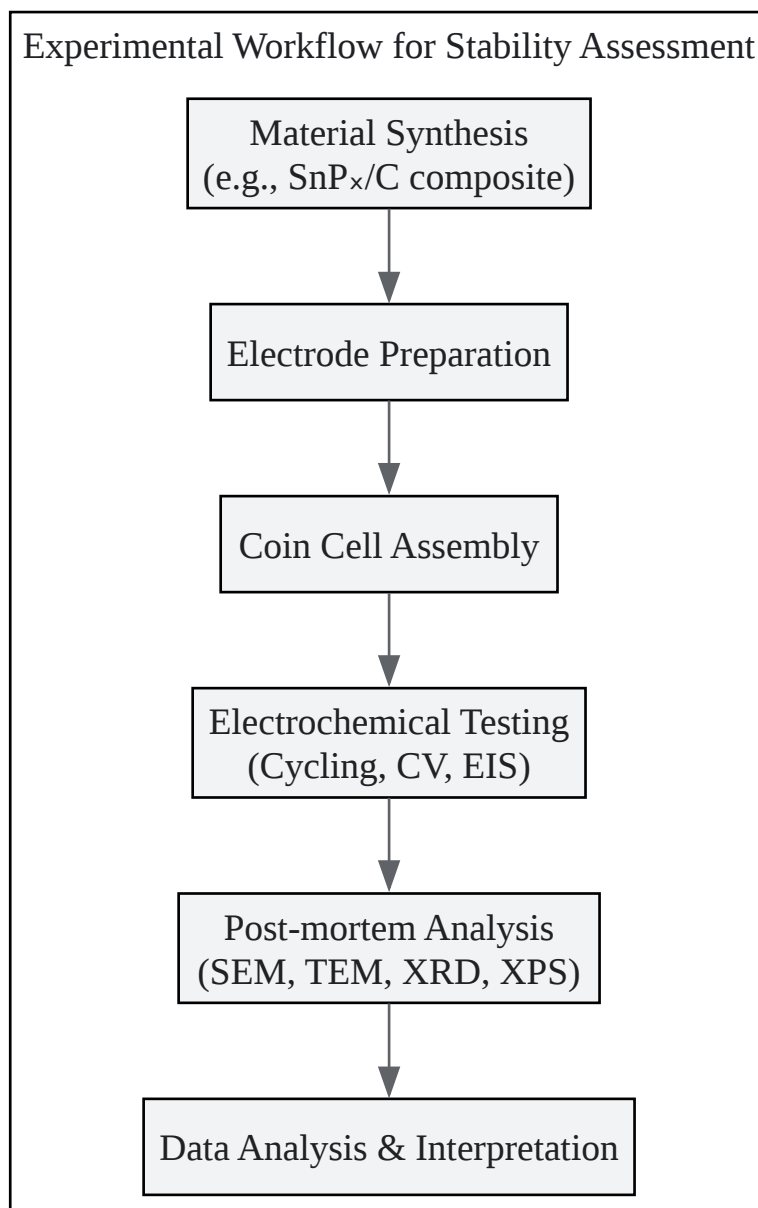 Experimental Workflow for Stability Assessment
Material Synthesis
(e.g., SnPₓ/C composite)
Electrode Preparation
Coin Cell Assembly
Electrochemical Testing
(Cycling, CV, EIS)
Post-mortem Analysis
(SEM, TEM, XRD, XPS)
Data Analysis & Interpretation